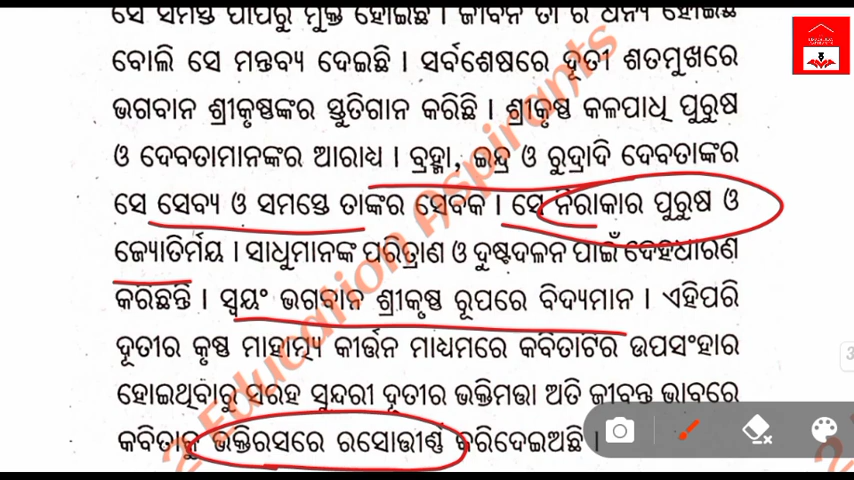 ସେ ସମସ୍ତ ପାପରୁ ମୁକ୍ତ ହୋଇଛି । ଜୀବନ ତା'ର ଧନ୍ୟ ହୋଇଛି
ବୋଲି ସେ ମନ୍ତବ୍ୟ ଦେଇଛି । ସର୍ବଶେଷରେ ଦୂତୀ ଶତମୁଖରେ
ଭଗବାନ ଶ୍ରୀକୃଷ୍ଣଙ୍କର ସ୍ତୁତିଗାନ କରିଛି । ଶ୍ରୀକୃଷ୍ଣ କଳପାଧି ପୁରୁଷ
ଓ ଦେବତାମାନଙ୍କର ଆରାଧ୍ୟ । ବ୍ରହ୍ମା, ଇନ୍ଦ୍ର ଓ ରୁଦ୍ରାଦି ଦେବତାଙ୍କର
ସେ ସେବ୍ୟ ଓ ସମସ୍ତେ ତାଙ୍କର ସେବକ । ସେ ନିରାକାର ପୁରୁଷ ଓ
ଜ୍ୟୋତିର୍ମୟ । ସାଧୁମାନଙ୍କ ପରିତ୍ରାଣ ଓ ଦୁଷ୍ଟଦଳନ ପାଇଁ ଦେହଧାରଣ
କରିଛନ୍ତି । ସ୍ୱୟଂ ଭଗବାନ ଶ୍ରୀକୃଷ୍ଣ ରୂପରେ ବିଦ୍ୟମାନ । ଏହିପରି
ଦୂତୀର କୃଷ୍ଣ ମାହାତ୍ମ୍ୟ କୀର୍ତ୍ତନ ମାଧ୍ୟମରେ କବିତାଟିର ଉପସଂହାର
ହୋଇଥିବାରୁ ସରହ ସୁନ୍ଦରୀ ଦୂତୀର ଭକ୍ତିମତ୍ତା ଅତି ଜୀବନ୍ତ ଭାବରେ
କବିତାକୁ ଭକ୍ତିରସରେ ରସୋତ୍ତୀର୍ଣ୍ଣ କରିଦେଇଅଛି ।
Education Aspirants